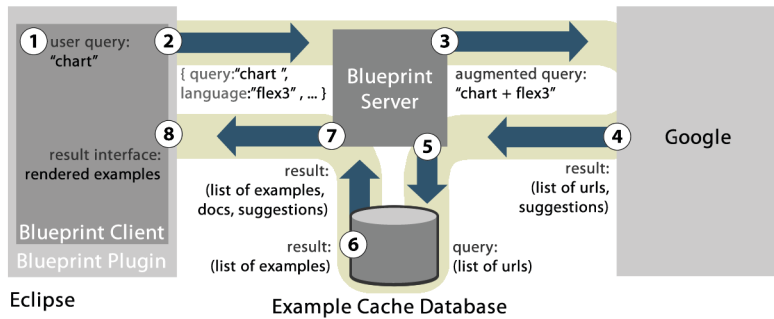 1 user query:
"chart"
2
{ query:"chart ",
language:"flex3" , ... }
Blueprint
Server
3
augmented query:
"chart + flex3"
Google
4
result:
(list of urls,
suggestions)
5
query:
(list of urls)
6
result:
(list of examples)
7
result:
(list of examples,
docs, suggestions)
8
result interface:
rendered examples
Blueprint Client
Blueprint Plugin
Eclipse
Example Cache Database